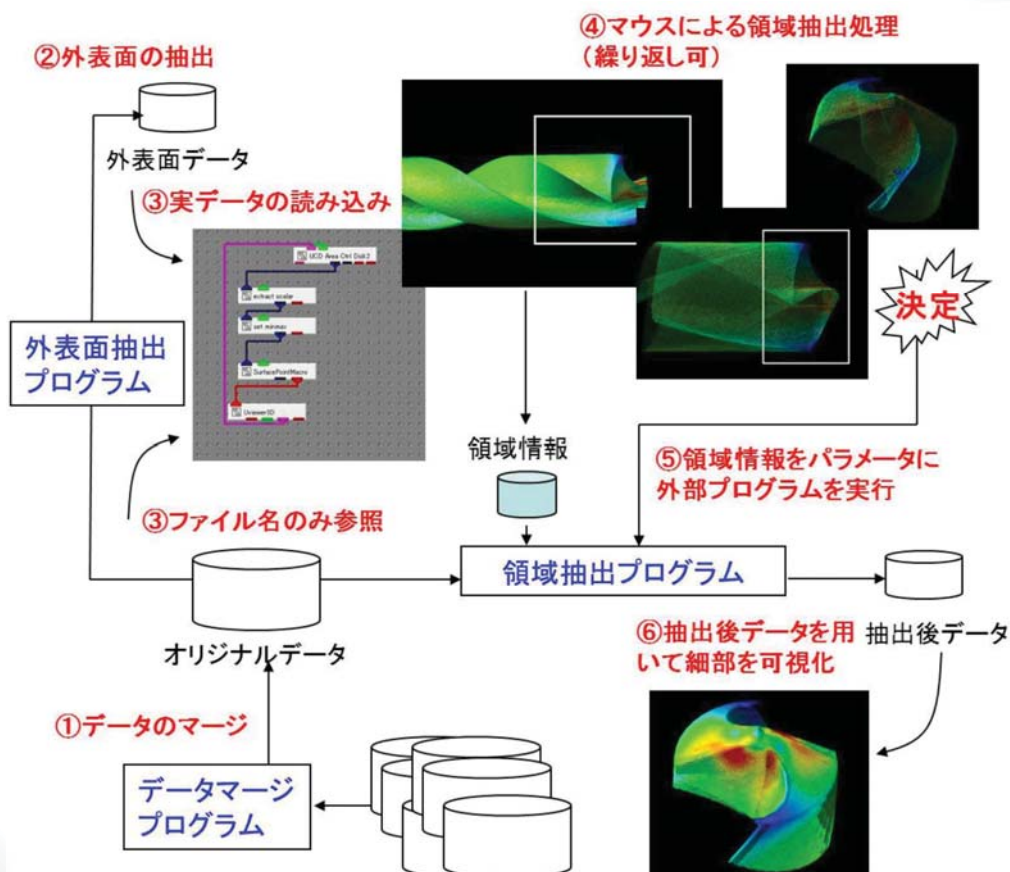 ④マウスによる領域抽出処理
（繰り返し可）
②外表面の抽出
外表面データ
③実データの読み込み
UCD Area Ctrl Disk2
extract scalar
set minmax
SurfacePointMacro
Uviewer3D
外表面抽出
プログラム
決定
領域情報
⑤領域情報をパラメータに
外部プログラムを実行
③ファイル名のみ参照
領域抽出プログラム
オリジナルデータ
⑥抽出後データを用
いて細部を可視化
抽出後データ
①データのマージ
データマージ
プログラム